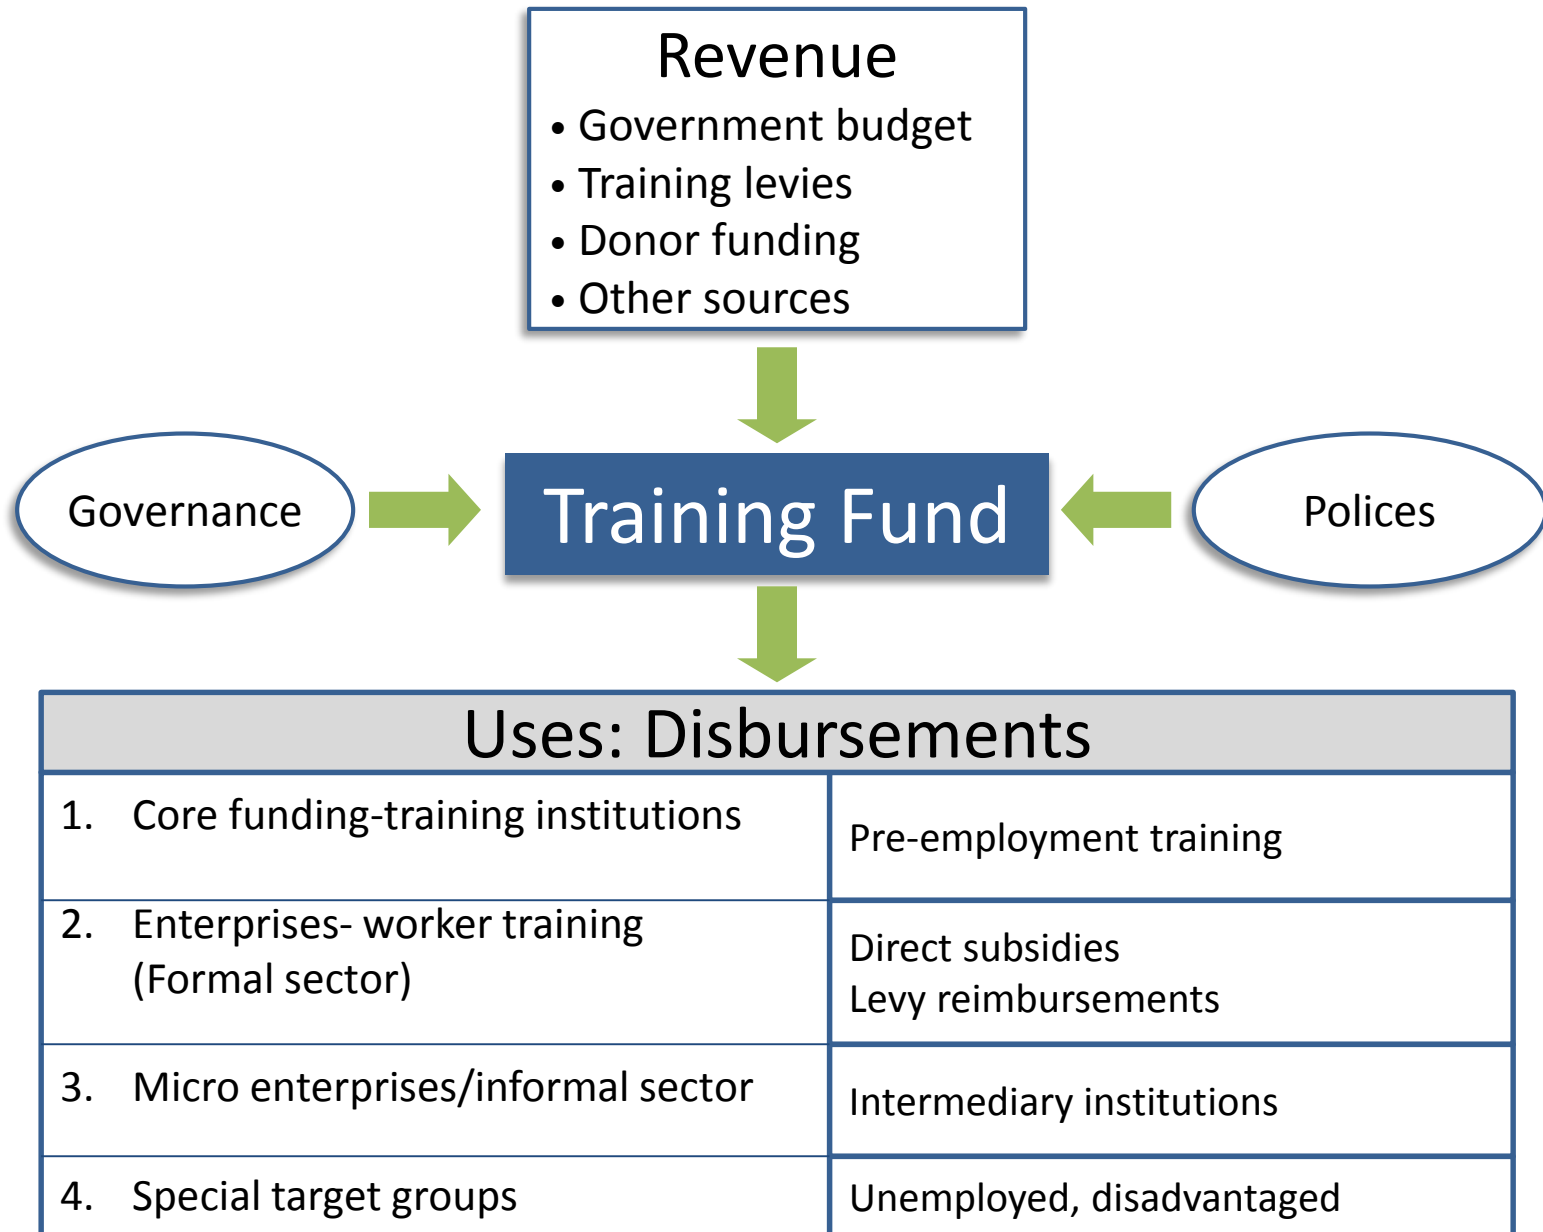 Revenue
• Government budget
• Training levies
• Donor funding
• Other sources
Governance
Training Fund
Polices
Uses: Disbursements
1. Core funding-training institutions
Pre-employment training
2. Enterprises- worker training
(Formal sector)
Direct subsidies
Levy reimbursements
3. Micro enterprises/informal sector
Intermediary institutions
4. Special target groups
Unemployed, disadvantaged